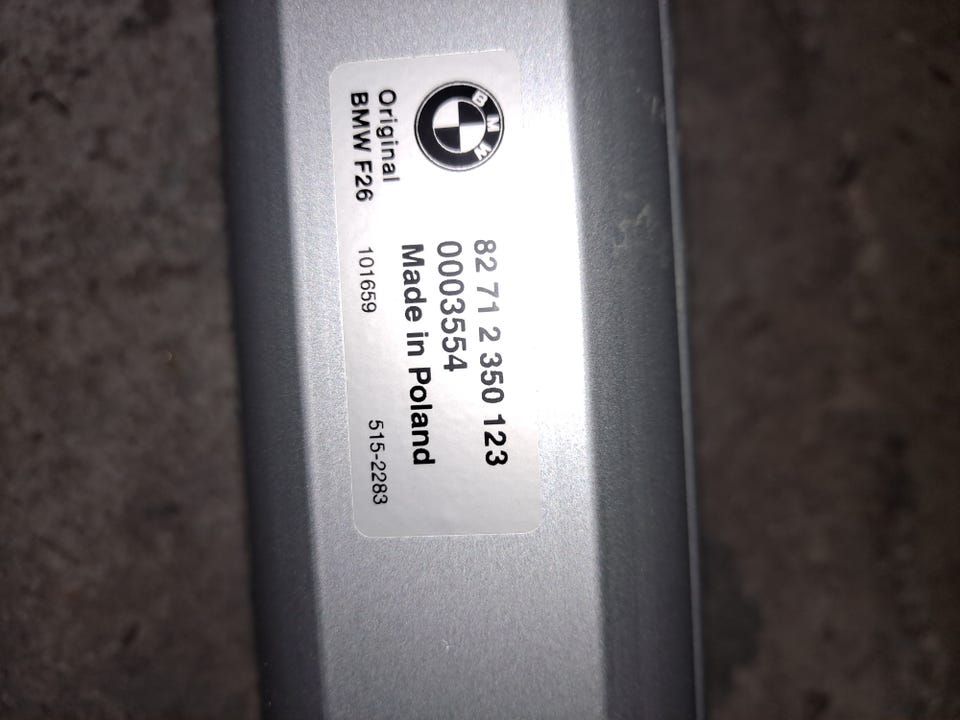 BMW
82 71 2 350 123
0003554
Made in Poland
Original
BMW F26
101659
515-2283